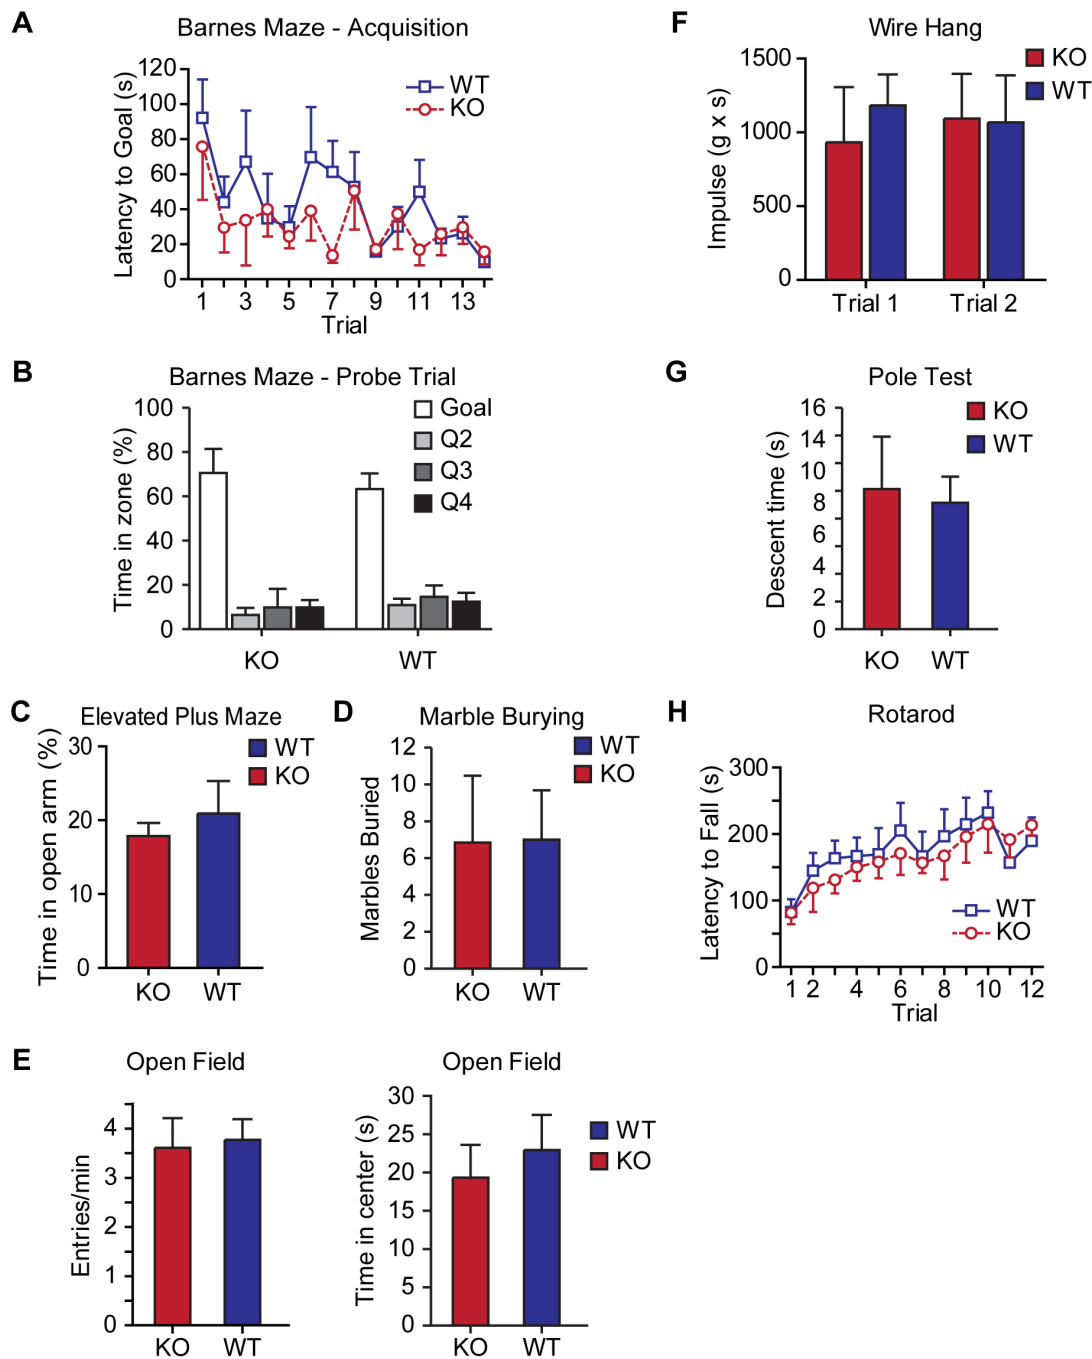 A
Barnes Maze - Acquisition
Latency to Goal (s)
120
100
80
60
40
20
0
WT
KO
1 3 5 7 9 11 13
Trial
B
Barnes Maze - Probe Trial
Time in zone (%)
100
80
60
40
20
0
Goal
Q2
Q3
Q4
KO WT
C
Elevated Plus Maze
Time in open arm (%)
30
20
10
0
WT
KO
KO WT
D
Marble Burying
Marbles Buried
12
10
8
6
4
2
0
WT
KO
KO WT
E
Open Field
Entries/min
4
3
2
1
0
KO WT
Open Field
Time in center (s)
30
25
20
15
10
5
0
WT
KO
KO WT
F
Wire Hang
Impulse (g x s)
1500
1000
500
0
KO
WT
Trial 1 Trial 2
G
Pole Test
Descent time (s)
16
14
12
10
8
6
4
2
0
KO
WT
KO WT
H
Rotarod
Latency to Fall (s)
300
200
100
0
WT
KO
1 2 4 6 8 10 12
Trial